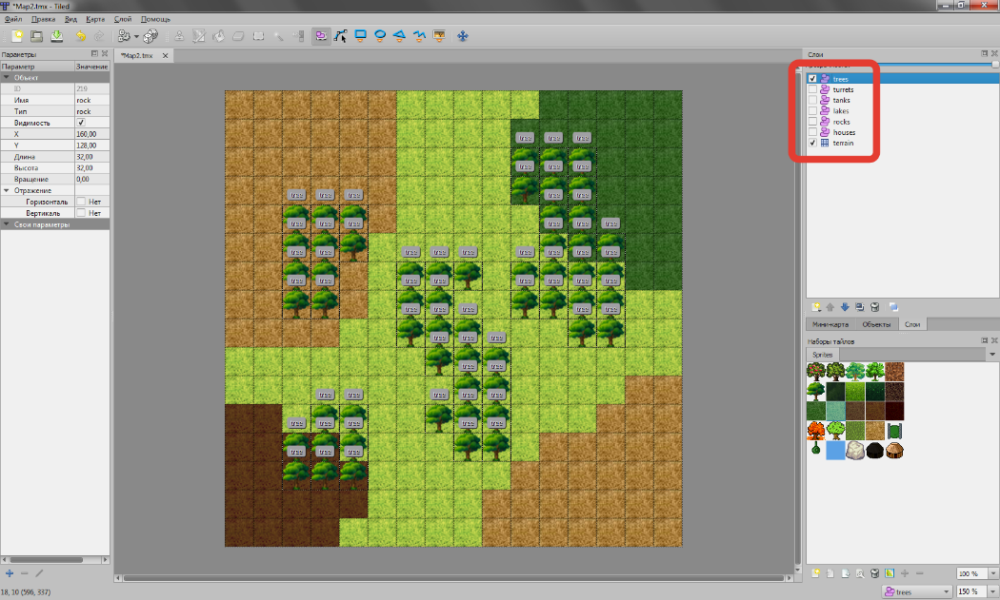 *Map2.tmx - Tiled
Файл Правка Вид Карта Слой Помощь
Параметры
Параметр Значение
Объект
ID 219
Имя rock
Тип rock
Видимость
X 160,00
Y 128,00
Длина 32,00
Высота 32,00
Вращение 0,00
Отражение
Горизонталь Нет
Вертикаль Нет
Свои параметры
18, 10 (596, 337)
*Map2.tmx
tree tree tree
tree tree tree
tree tree tree tree tree tree
tree tree tree tree tree tree
tree tree tree tree tree tree tree tree tree tree
tree tree tree tree tree tree tree tree
tree tree tree tree tree
tree tree tree
tree tree
tree tree tree tree tree
tree tree tree tree tree
tree tree tree
Слои
trees
turrets
tanks
lakes
rocks
houses
terrain
Мини-карта Объекты Слои
Наборы тайлов
Sprites
100 %
trees 150 %